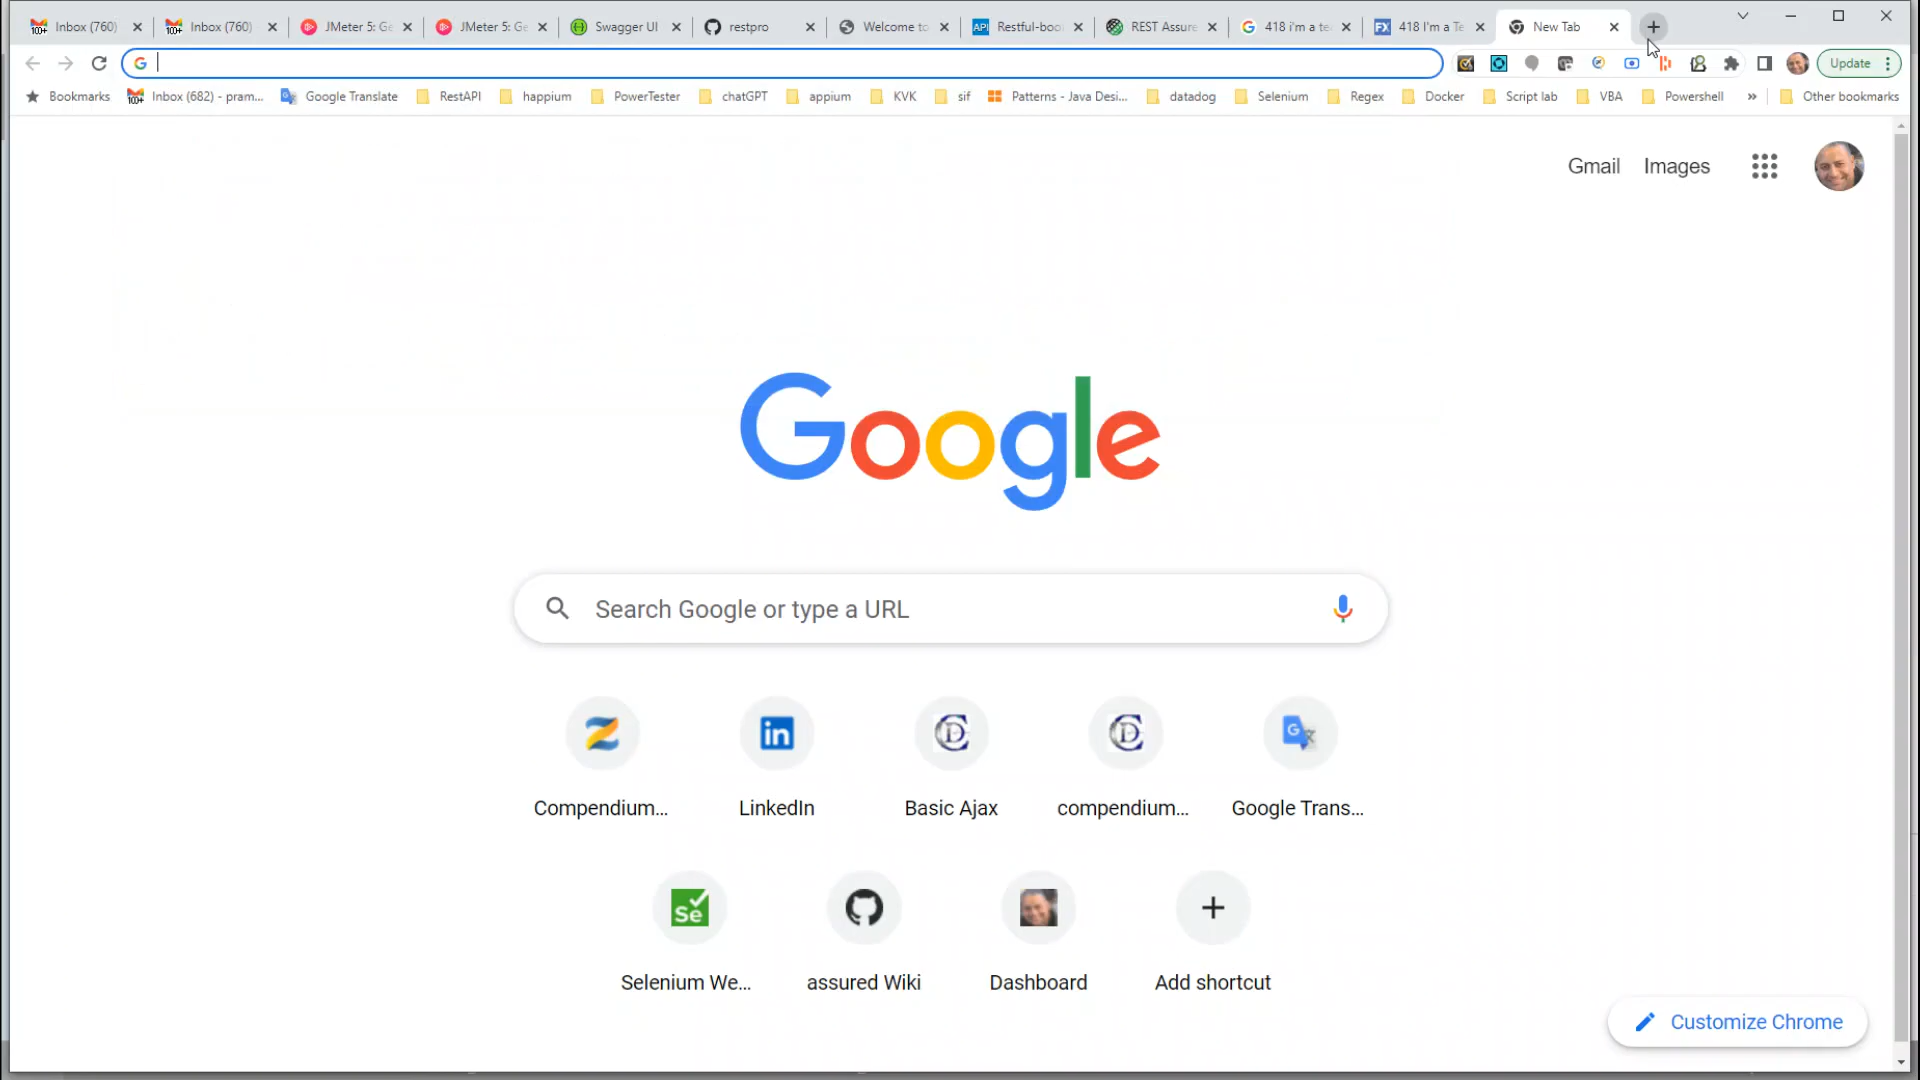 Inbox (760)
Inbox (760)
JMeter 5: Ge
JMeter 5: Ge
Swagger UI
restpro
Welcome to
Restful-boo
REST Assure
418 i'm a te
418 I'm a Te
New Tab
Update
Bookmarks
Inbox (682) - pram...
Google Translate
RestAPI
happium
PowerTester
chatGPT
appium
KVK
sif
Patterns - Java Desi...
datadog
Selenium
Regex
Docker
Script lab
VBA
Powershell
»
Other bookmarks
Gmail
Images
Google
Search Google or type a URL
Compendium...
LinkedIn
Basic Ajax
compendium...
Google Trans...
Selenium We...
assured Wiki
Dashboard
Add shortcut
Customize Chrome